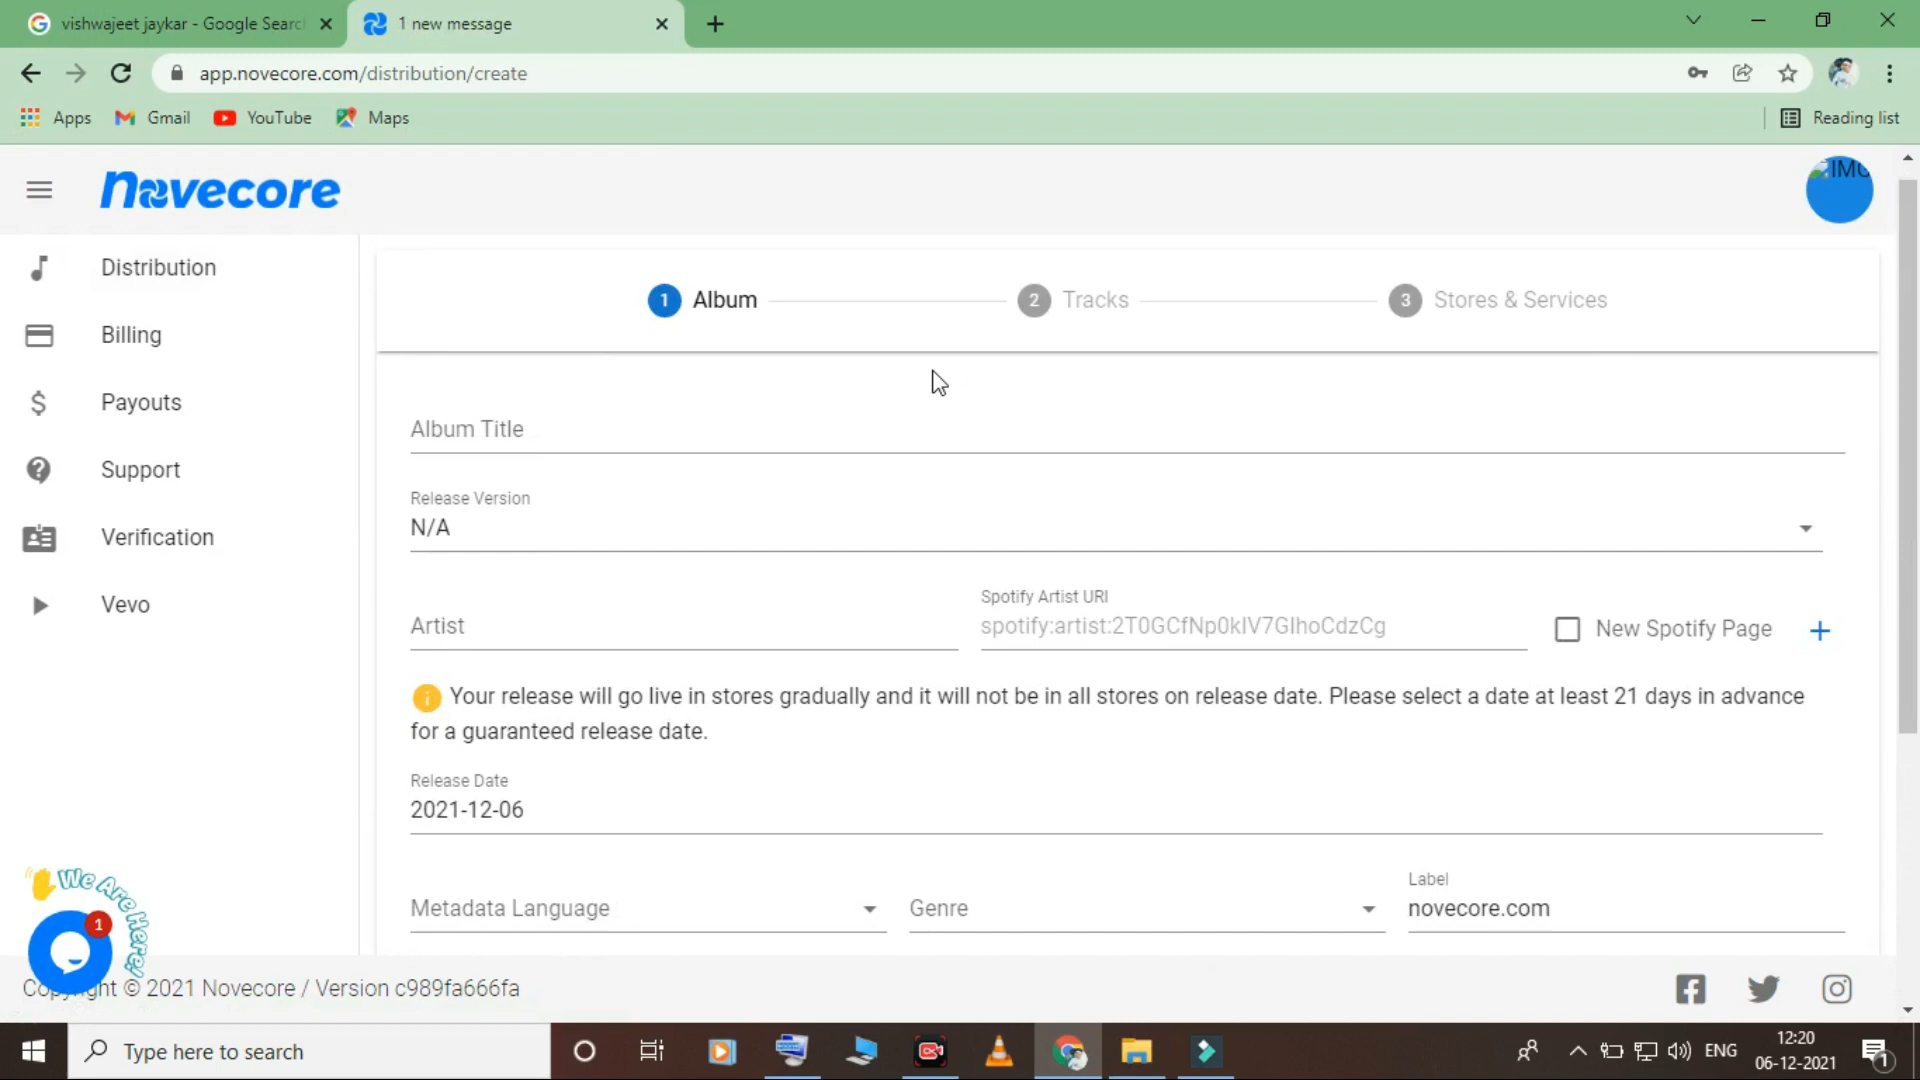 vishwajeet jaykar - Google Searc
1 new message
app.novecore.com/distribution/create
Apps
Gmail
YouTube
Maps
Reading list
Novecore
IMG
Distribution
Billing
Payouts
Support
Verification
Vevo
1 Album
2 Tracks
3 Stores & Services
Album Title
Release Version
N/A
Artist
Spotify Artist URI
spotify:artist:2T0GCfNp0kIV7GIhoCdzCg
New Spotify Page
Your release will go live in stores gradually and it will not be in all stores on release date. Please select a date at least 21 days in advance
for a guaranteed release date.
Release Date
2021-12-06
Metadata Language
Genre
Label
novecore.com
We Are Here!
1
Copyright © 2021 Novecore / Version c989fa666fa
Type here to search
ENG
12:20
06-12-2021
1